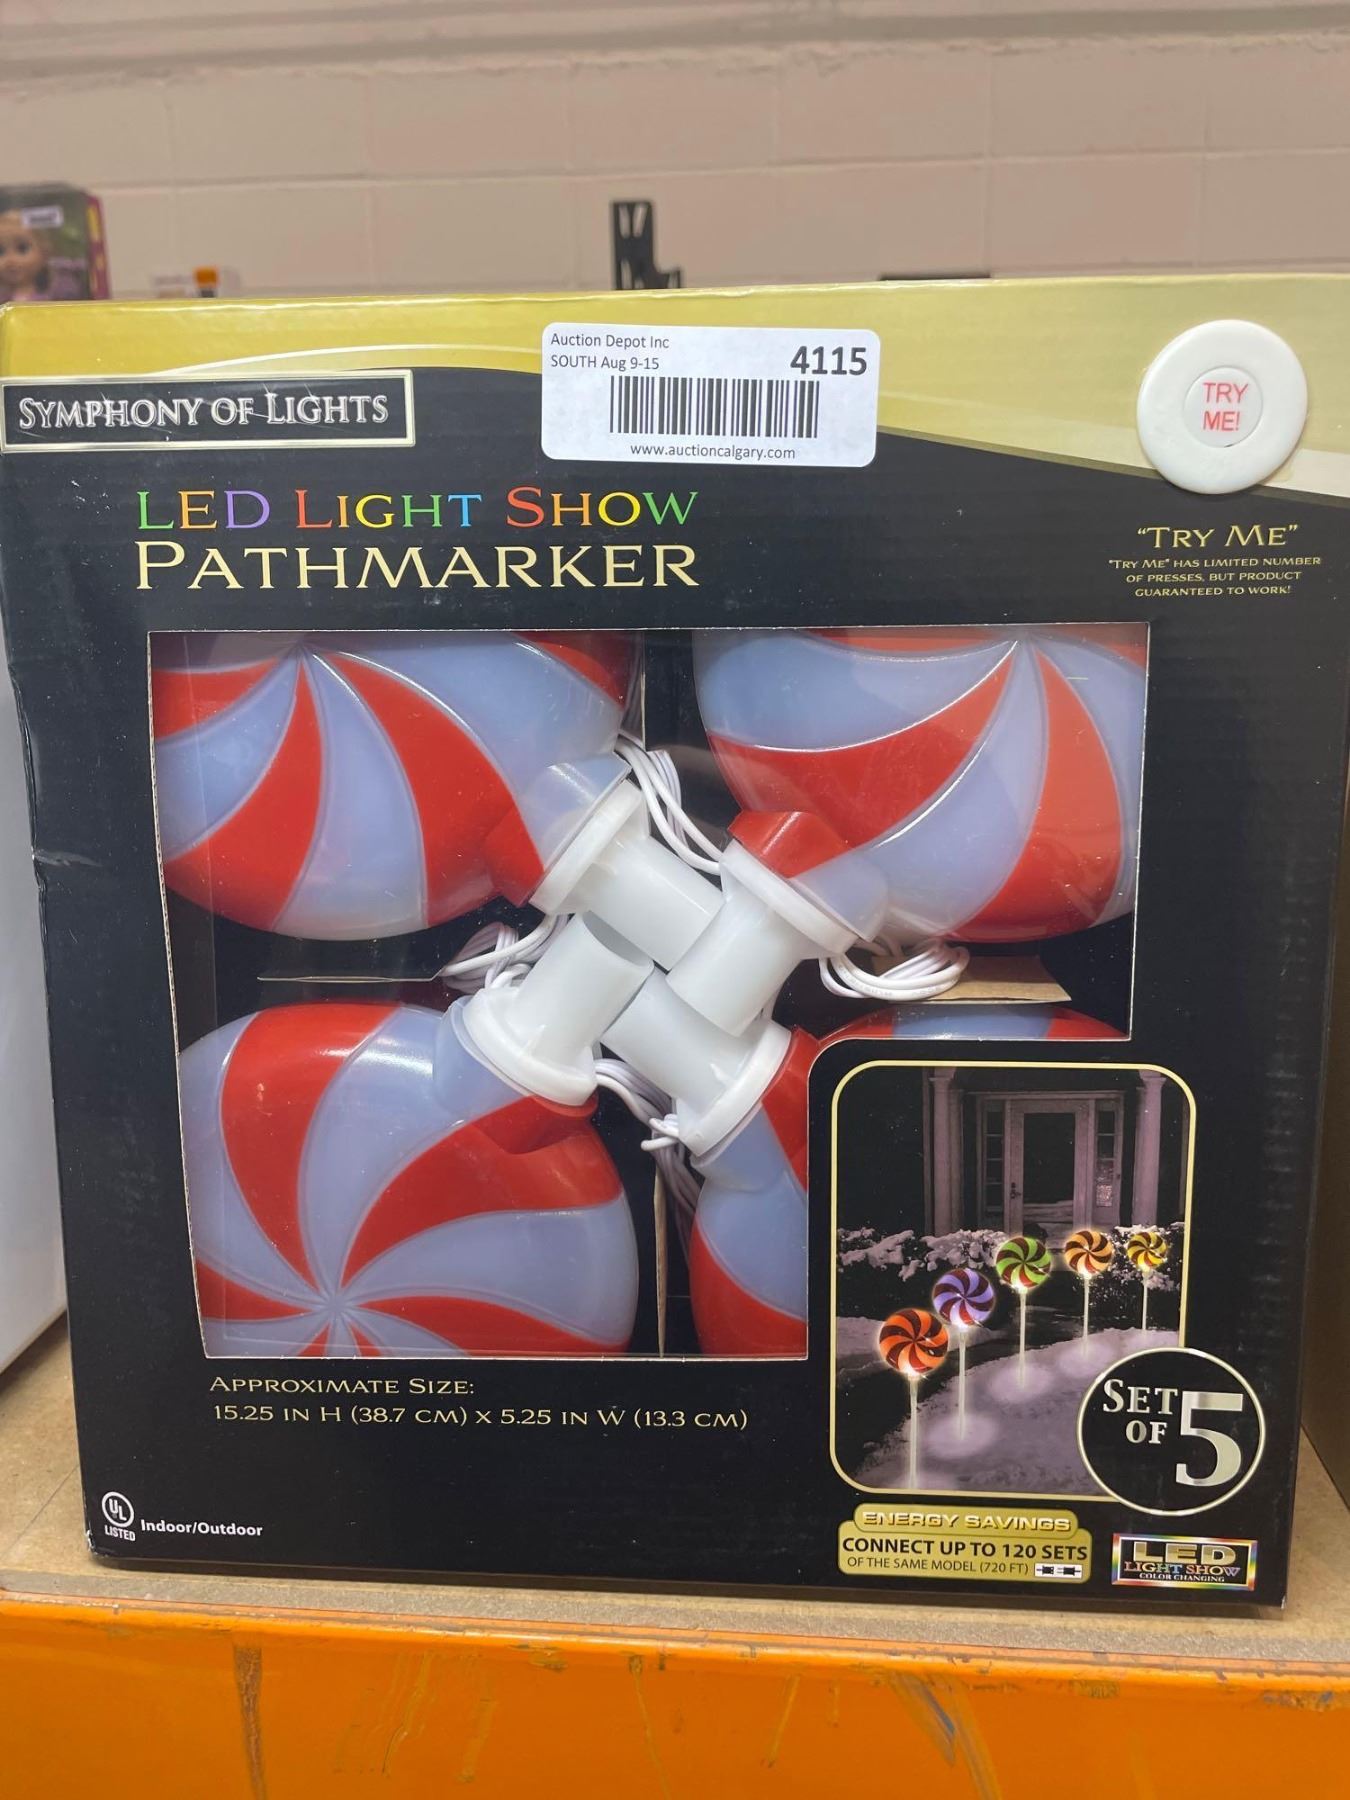 Auction Depot Inc
SOUTH Aug 9-15
4115
www.auctioncalgary.com
SYMPHONY OF LIGHTS
TRY
ME!
LED LIGHT SHOW
PATHMARKER
"TRY ME"
"TRY ME" HAS LIMITED NUMBER
OF PRESSES, BUT PRODUCT
GUARANTEED TO WORK!
APPROXIMATE SIZE:
15.25 IN H (38.7 CM) X 5.25 IN W (13.3 CM)
SET
OF 5
UL
LISTED
Indoor/Outdoor
ENERGY SAVINGS
CONNECT UP TO 120 SETS
OF THE SAME MODEL (720 FT)
LED
LIGHT SHOW
COLOR CHANGING